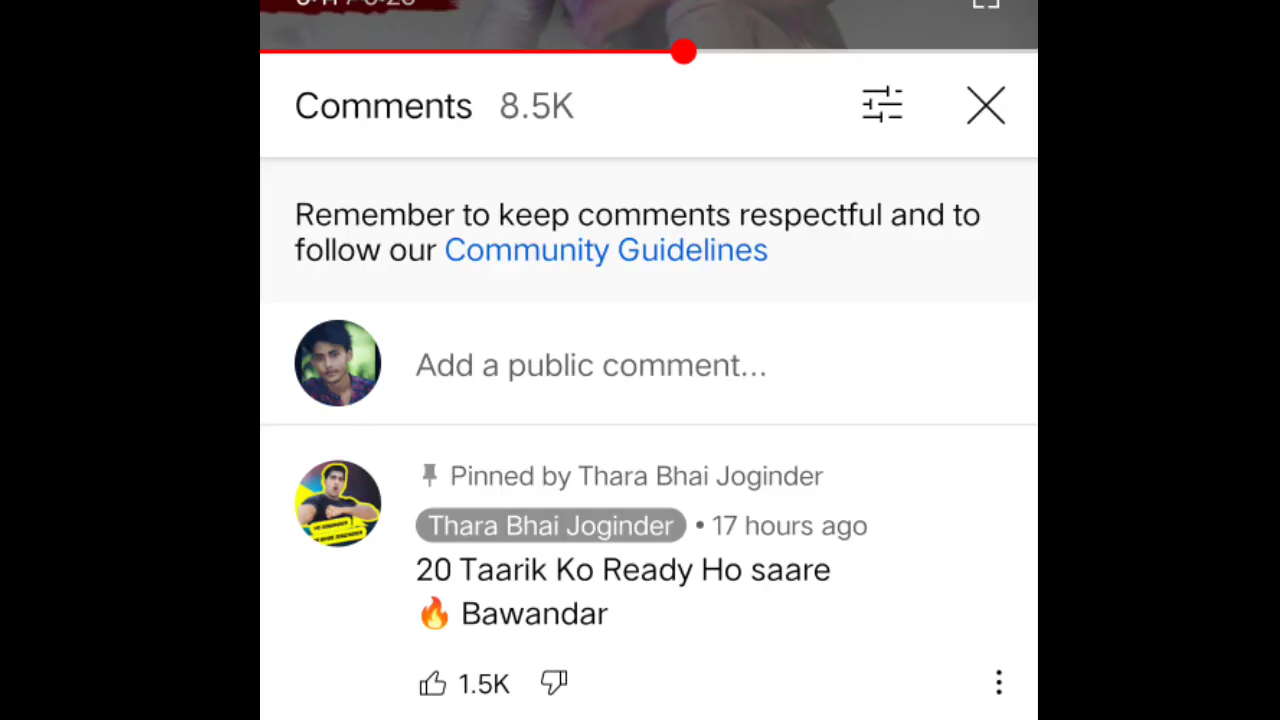 Comments 8.5K
Remember to keep comments respectful and to
follow our Community Guidelines
Add a public comment...
Pinned by Thara Bhai Joginder
Thara Bhai Joginder • 17 hours ago
20 Taarik Ko Ready Ho saare
🔥 Bawandar
1.5K